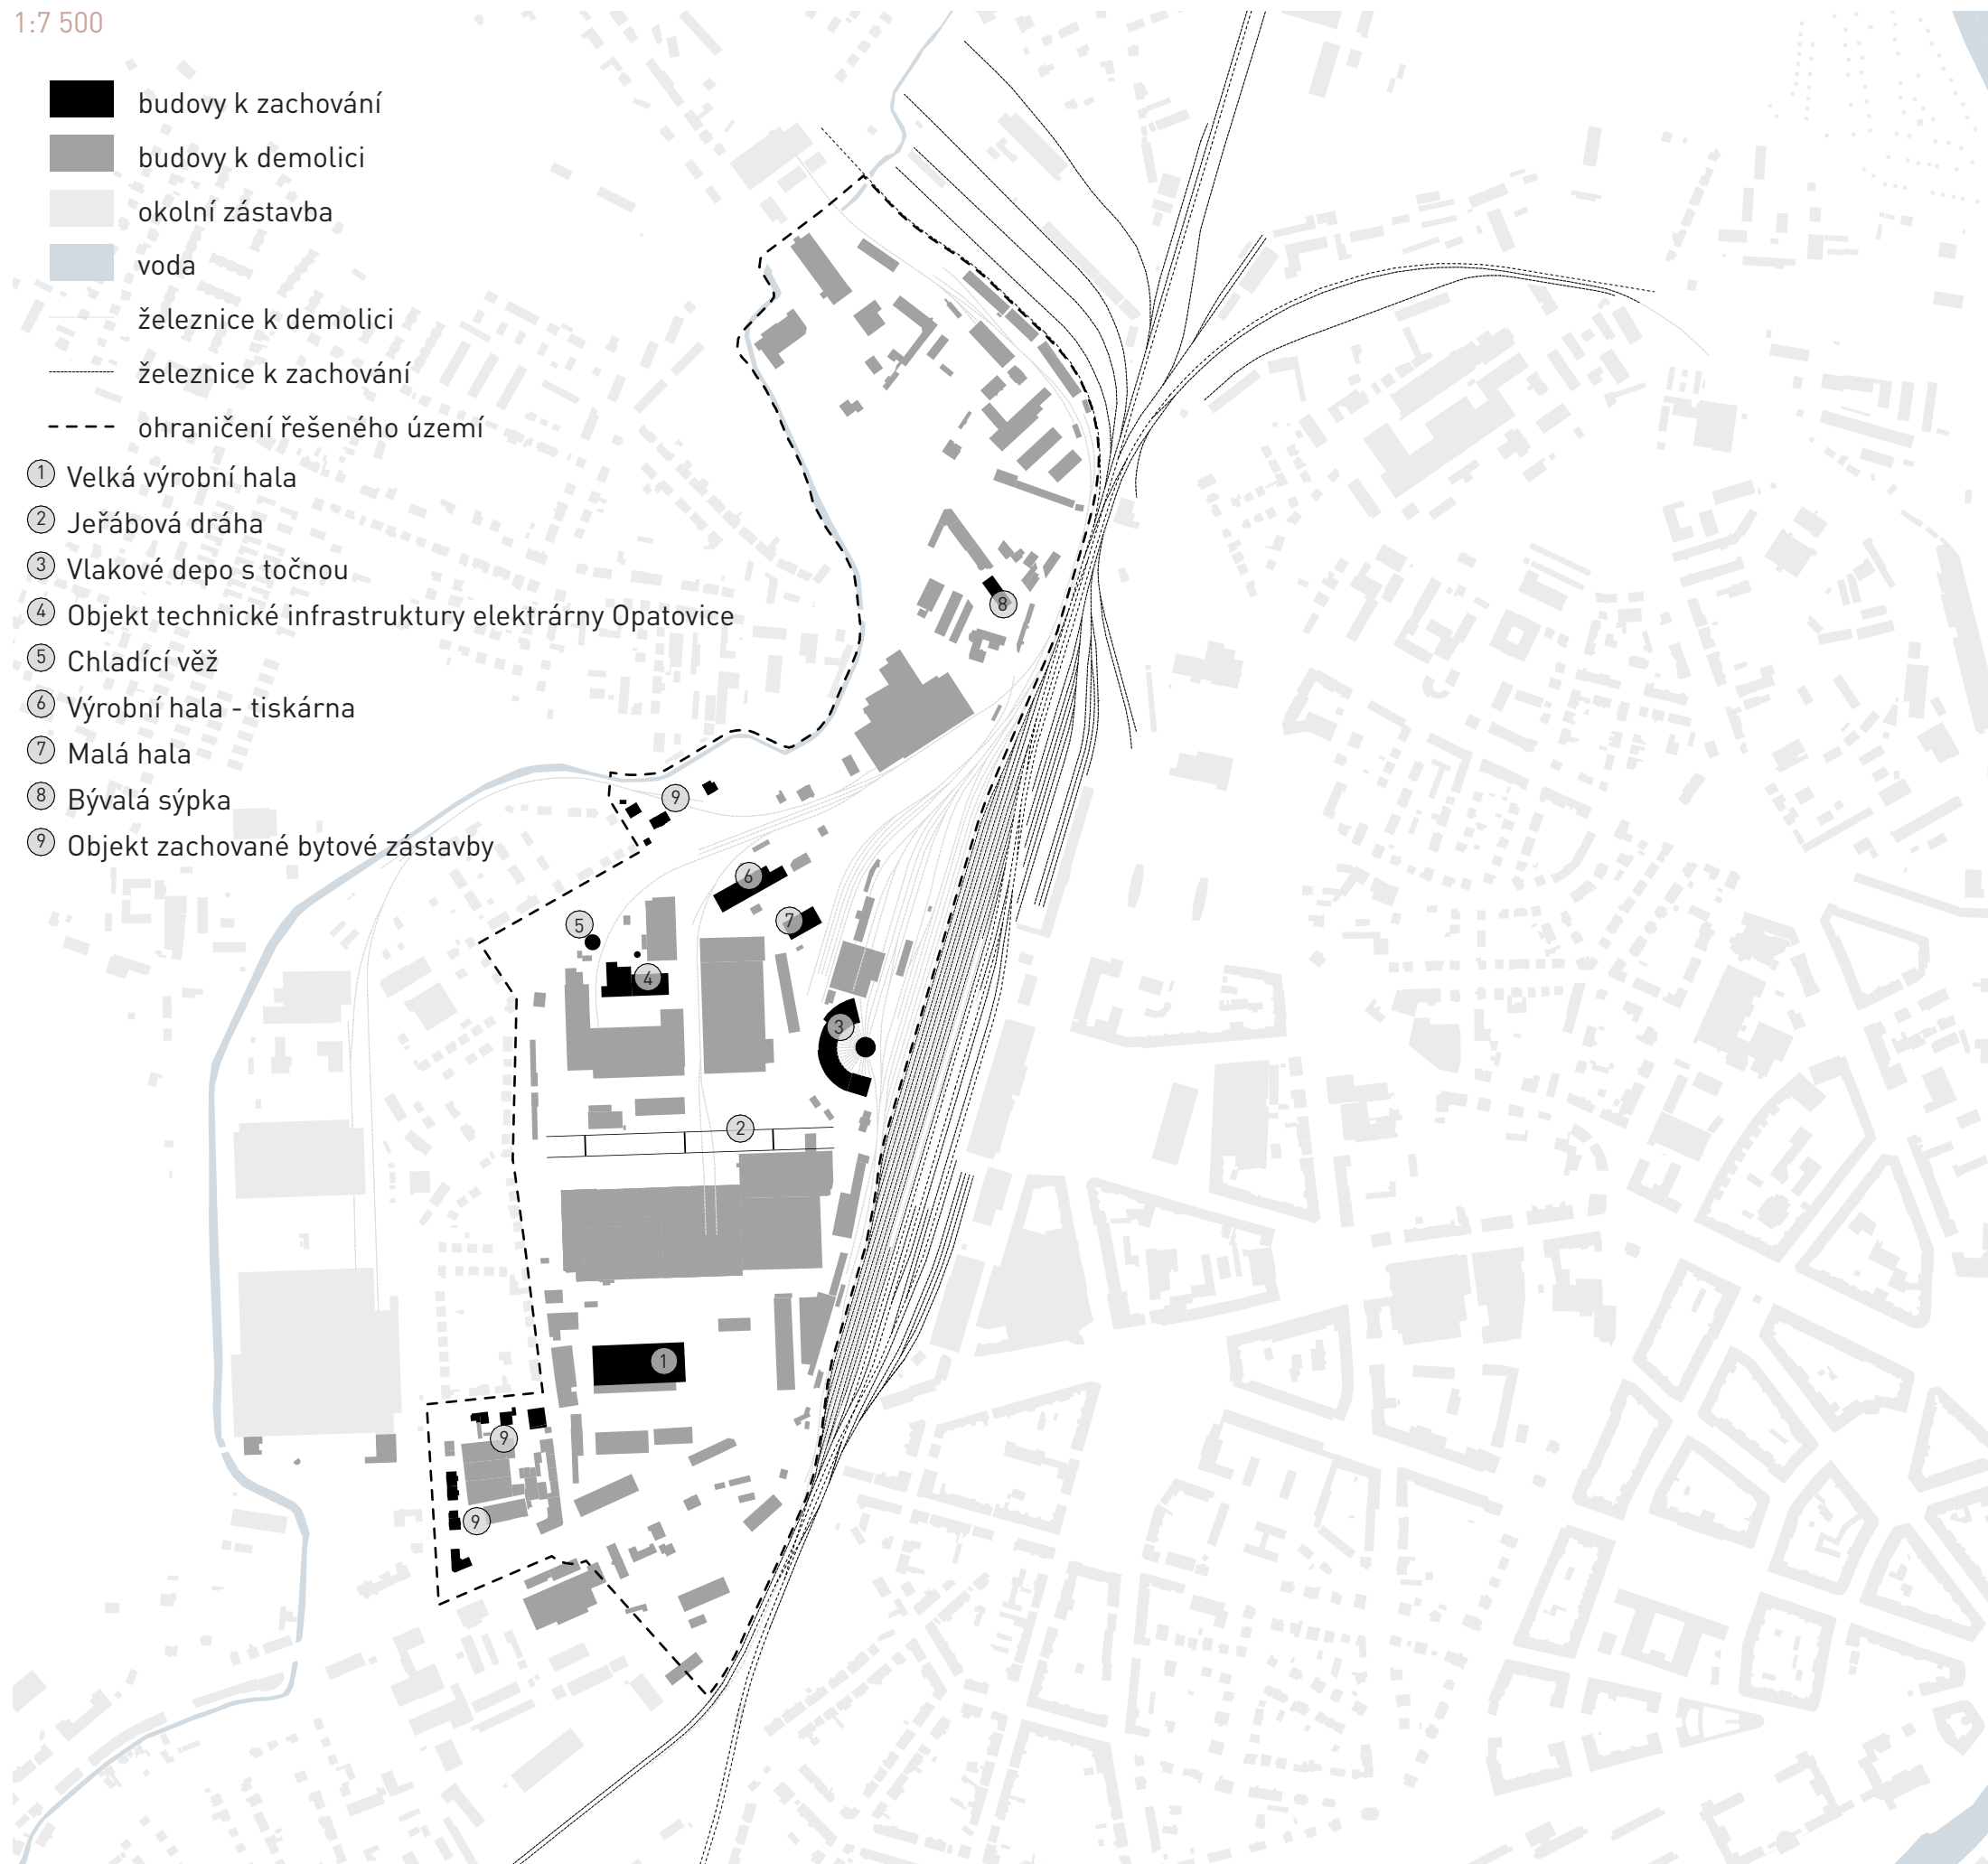 1:7 500
budovy k zachování
budovy k demolici
okolní zástavba
voda
železnice k demolici
železnice k zachování
ohraničení řešeného území
1 Velká výrobní hala
2 Jeřábová dráha
3 Vlakové depo s točnou
4 Objekt technické infrastruktury elektrárny Opatovice
5 Chladící věž
6 Výrobní hala - tiskárna
7 Malá hala
8 Bývalá sýpka
9 Objekt zachované bytové zástavby
8
9
6
7
5
4
3
2
1
9
9